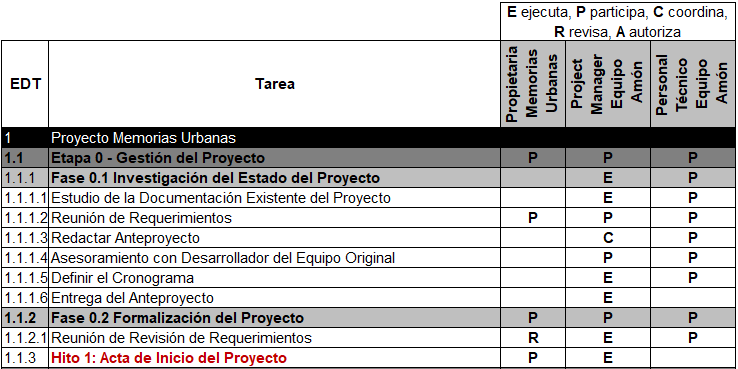 E ejecuta, P participa, C coordina,
R revisa, A autoriza
EDT Tarea
Propietaria
Memorias
Urbanas
Project
Manager
Equipo
Amón
Personal
Técnico
Equipo
Amón
1 Proyecto Memorias Urbanas
1.1 Etapa 0 - Gestión del Proyecto P P P
1.1.1 Fase 0.1 Investigación del Estado del Proyecto E P
1.1.1.1 Estudio de la Documentación Existente del Proyecto E P
1.1.1.2 Reunión de Requerimientos P P P
1.1.1.3 Redactar Anteproyecto C P
1.1.1.4 Asesoramiento con Desarrollador del Equipo Original P P
1.1.1.5 Definir el Cronograma E P
1.1.1.6 Entrega del Anteproyecto E
1.1.2 Fase 0.2 Formalización del Proyecto P P P
1.1.2.1 Reunión de Revisión de Requerimientos R E P
1.1.3 Hito 1: Acta de Inicio del Proyecto P E